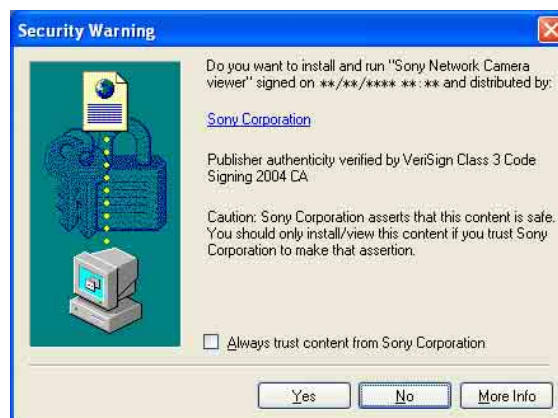 Security Warning
Do you want to install and run "Sony Network Camera
viewer" signed on **/**/**** **:** and distributed by:
Sony Corporation
Publisher authenticity verified by VeriSign Class 3 Code
Signing 2004 CA
Caution: Sony Corporation asserts that this content is safe.
You should only install/view this content if you trust Sony
Corporation to make that assertion.
Always trust content from Sony Corporation
Yes
No
More Info